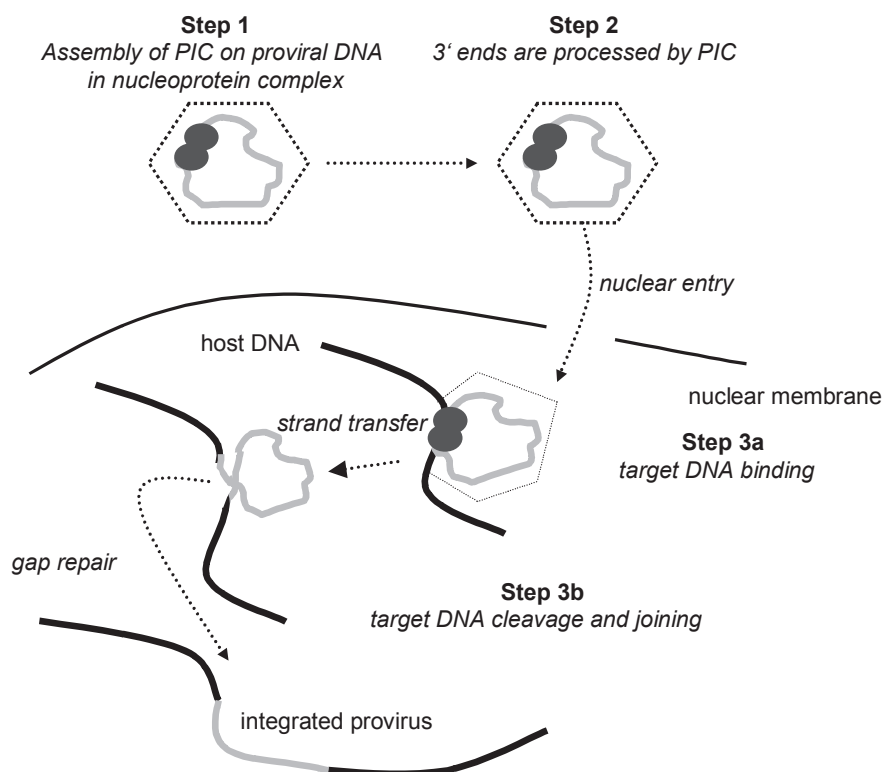 Step 1
Assembly of PIC on proviral DNA
in nucleoprotein complex
Step 2
3‘ ends are processed by PIC
nuclear entry
host DNA
nuclear membrane
strand transfer
Step 3a
target DNA binding
gap repair
Step 3b
target DNA cleavage and joining
integrated provirus